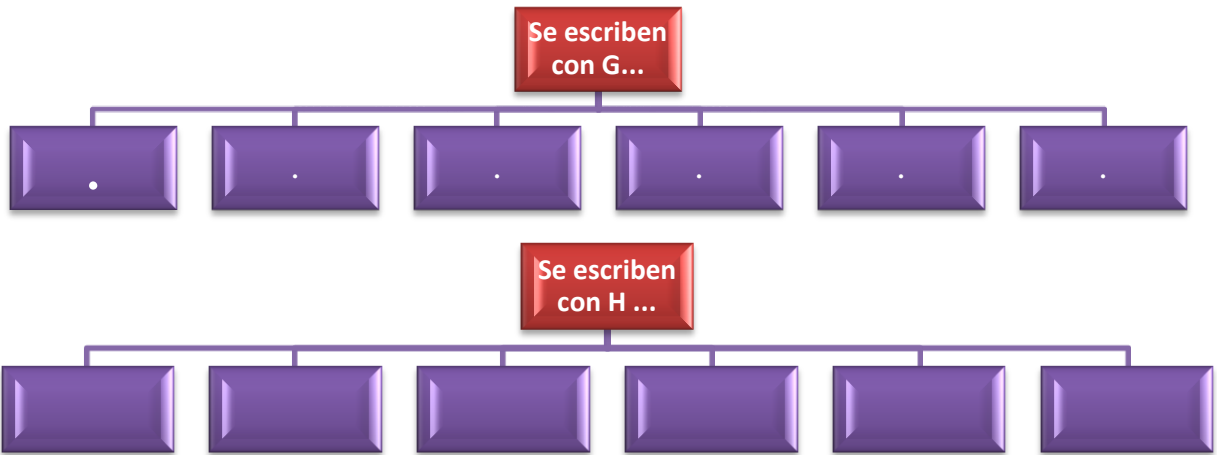 Se escriben
con G...
• . . . . .
Se escriben
con H ...